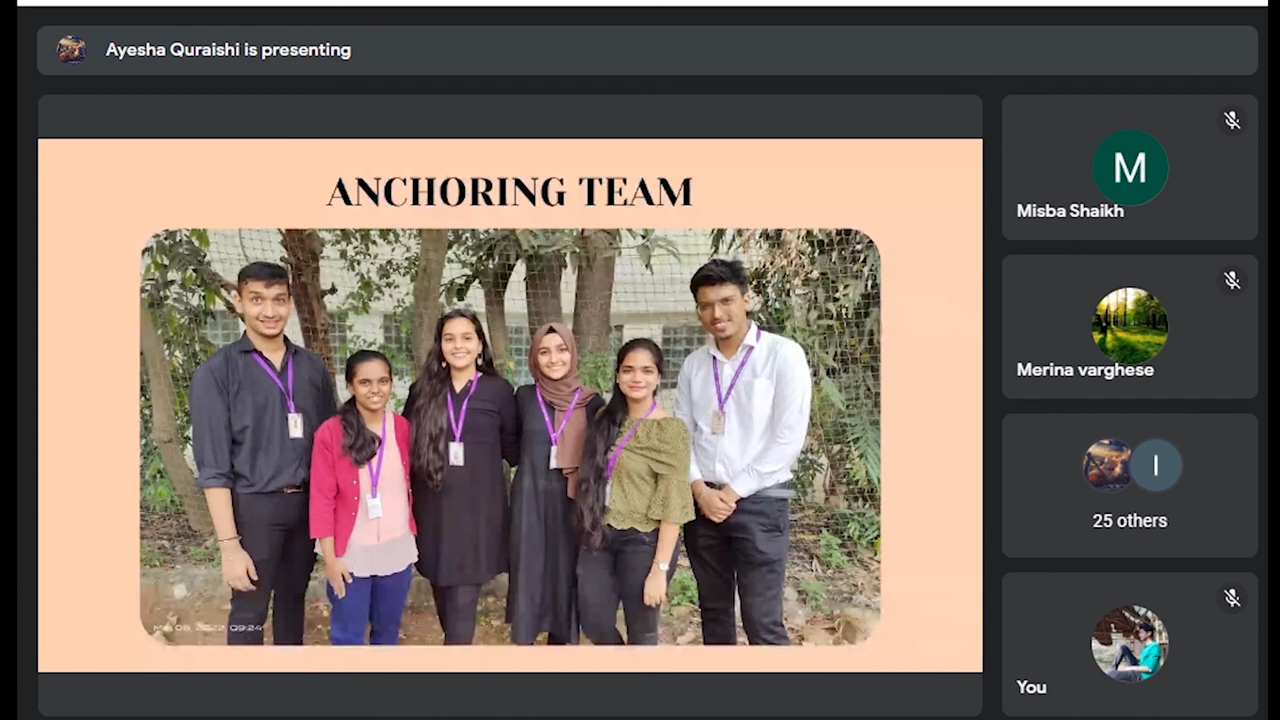 Ayesha Quraishi is presenting
ANCHORING TEAM
M
Misba Shaikh
Merina varghese
I
25 others
You